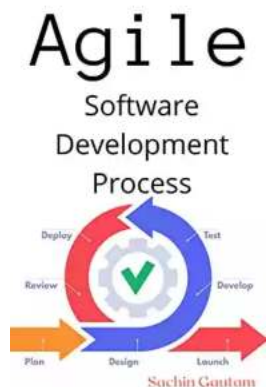 Agile
Software
Development
Process
Deploy
Test
Review
Develop
Plan
Design
Launch
Sachin Gautam